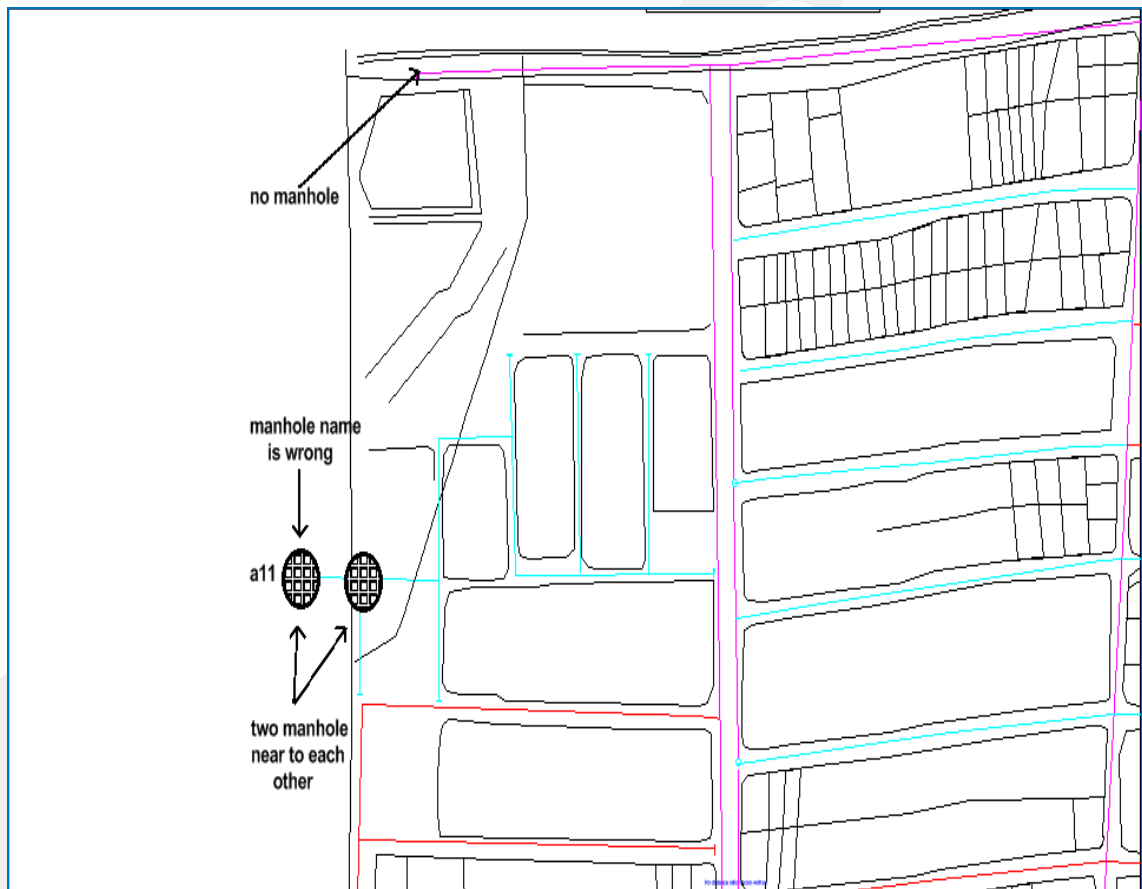 no manhole
manhole name
is wrong
a11
two manhole
near to each
other